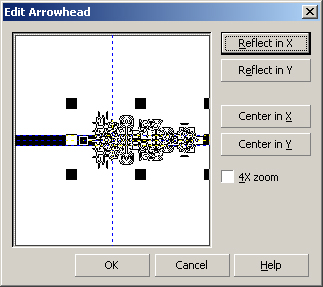 Edit Arrowhead
Reflect in X
Reflect in Y
Center in X
Center in Y
4X zoom
OK
Cancel
Help